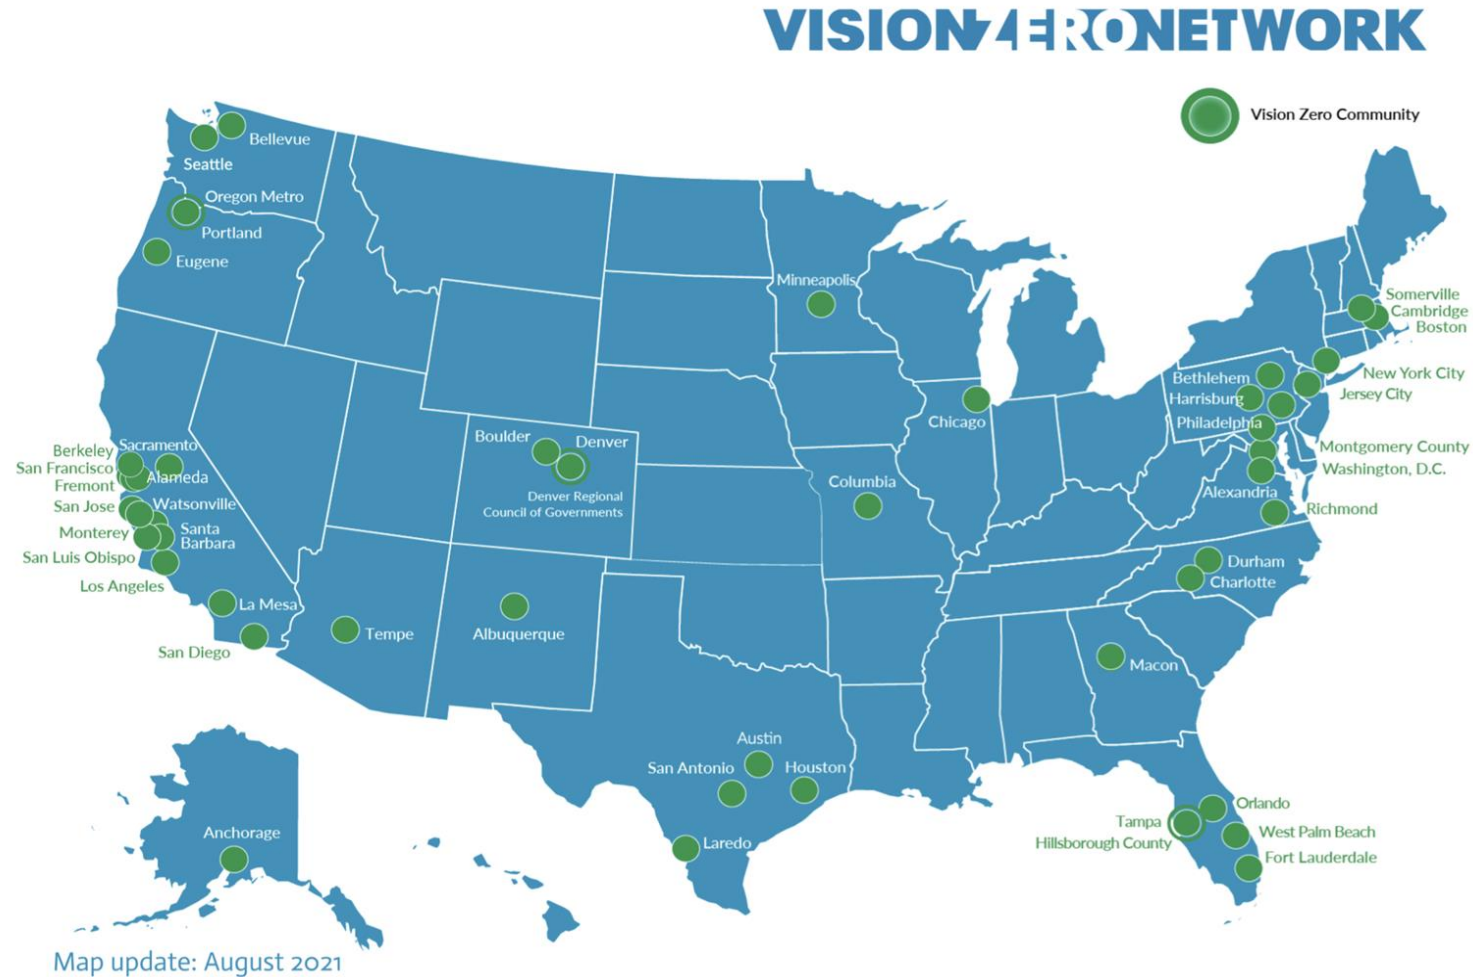 VISIONZERONETWORK
Vision Zero Community
Bellevue
Seattle
Oregon Metro
Portland
Eugene
Minneapolis
Somerville
Cambridge
Boston
New York City
Jersey City
Bethlehem
Harrisburg
Philadelphia
Montgomery County
Washington, D.C.
Alexandria
Richmond
Chicago
Boulder
Denver
Denver Regional
Council of Governments
Columbia
Sacramento
Berkeley
San Francisco
Alameda
Fremont
San Jose
Watsonville
Monterey
Santa
Barbara
San Luis Obispo
Los Angeles
La Mesa
San Diego
Tempe
Albuquerque
Durham
Charlotte
Macon
Austin
San Antonio
Houston
Laredo
Orlando
Tampa
Hillsborough County
West Palm Beach
Fort Lauderdale
Anchorage
Map update: August 2021